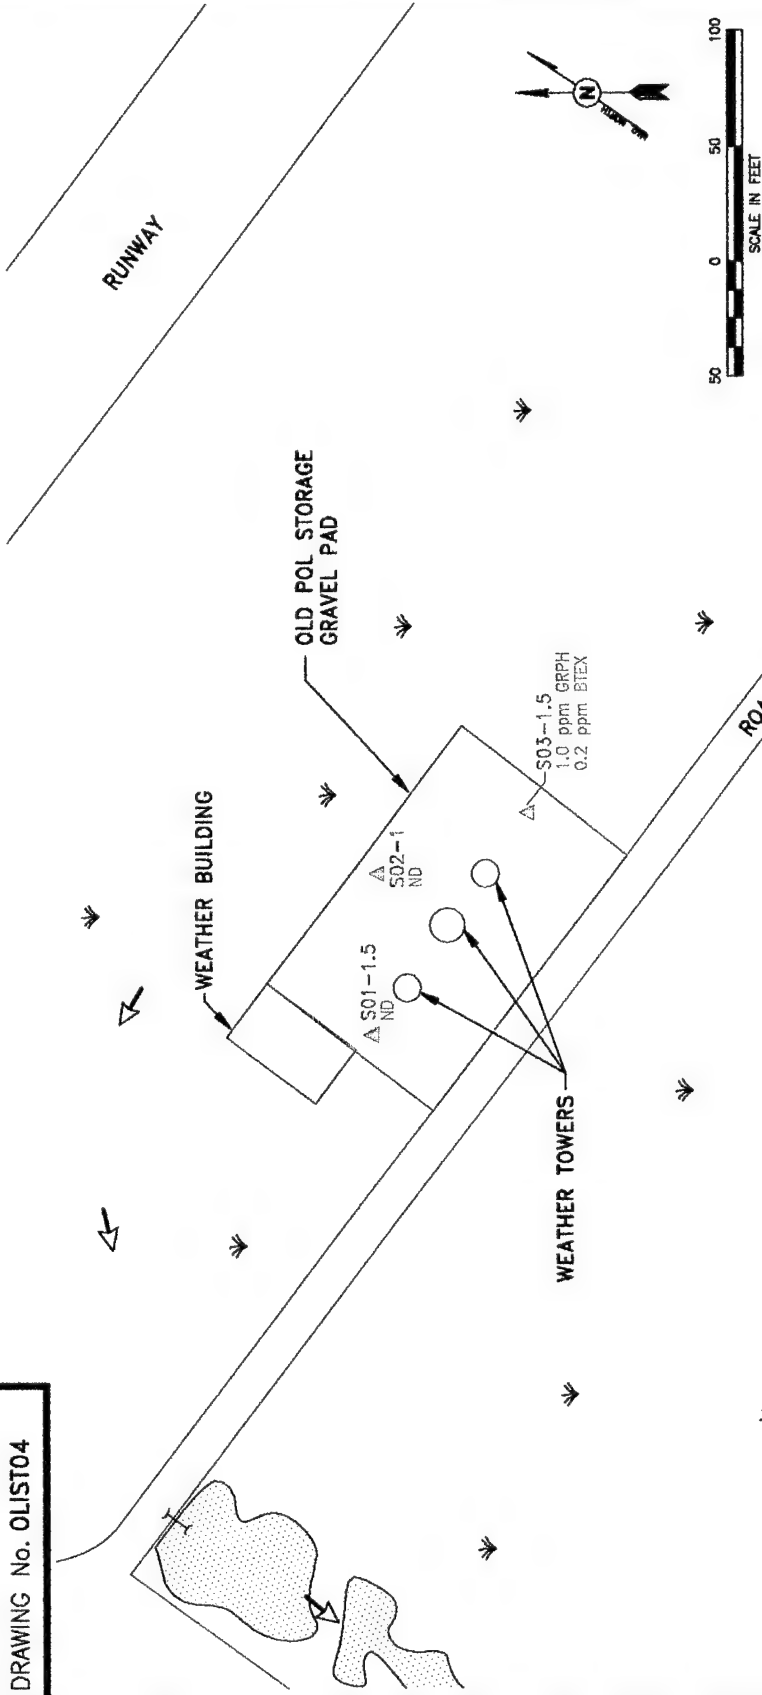 DRAWING No. OLIST04
RUNWAY
WEATHER BUILDING
OLD POL STORAGE
GRAVEL PAD
S01-1.5
ND
S02-1
ND
S03-1.5
1.0 ppm GRPH
0.2 ppm BTEX
WEATHER TOWERS
N
50 0 50 100
SCALE IN FEET